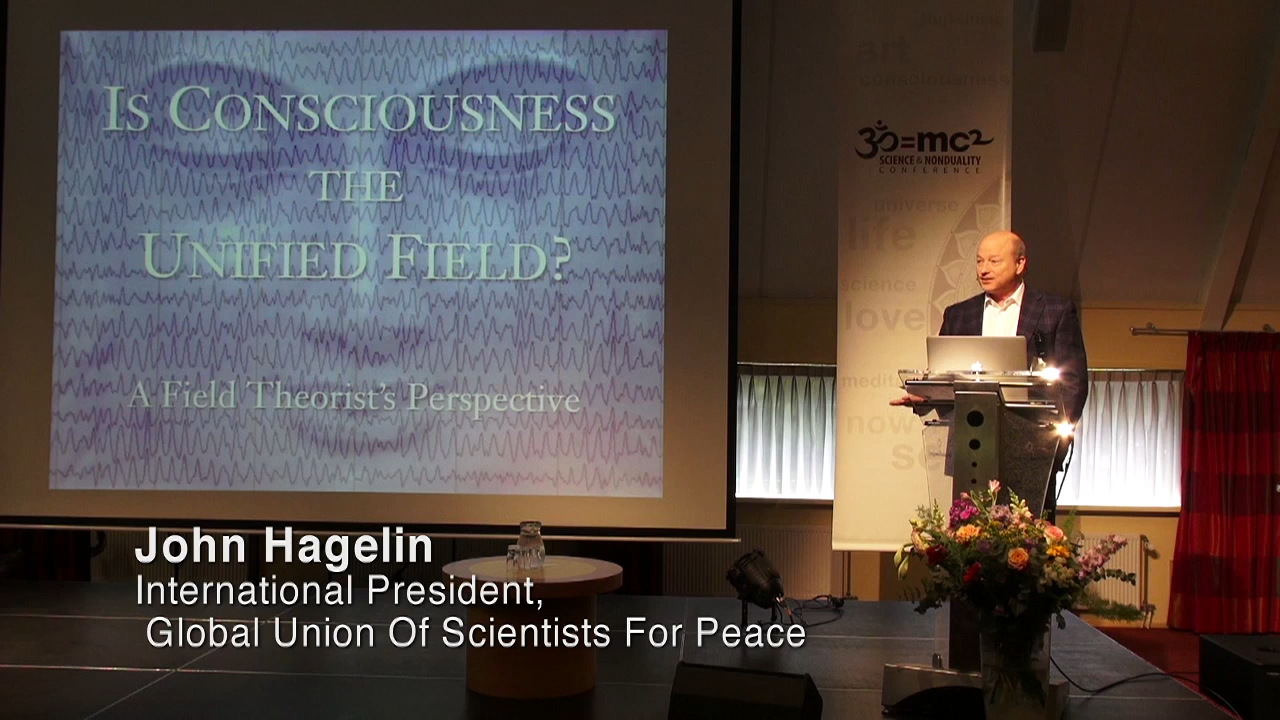 IS CONSCIOUSNESS
THE
UNIFIED FIELD?
A FIELD THEORIST'S PERSPECTIVE
art
consciousness
ॐ=mc2
SCIENCE & NONDUALITY
CONFERENCE
universe
life
science
love
now
John Hagelin
International President,
Global Union Of Scientists For Peace